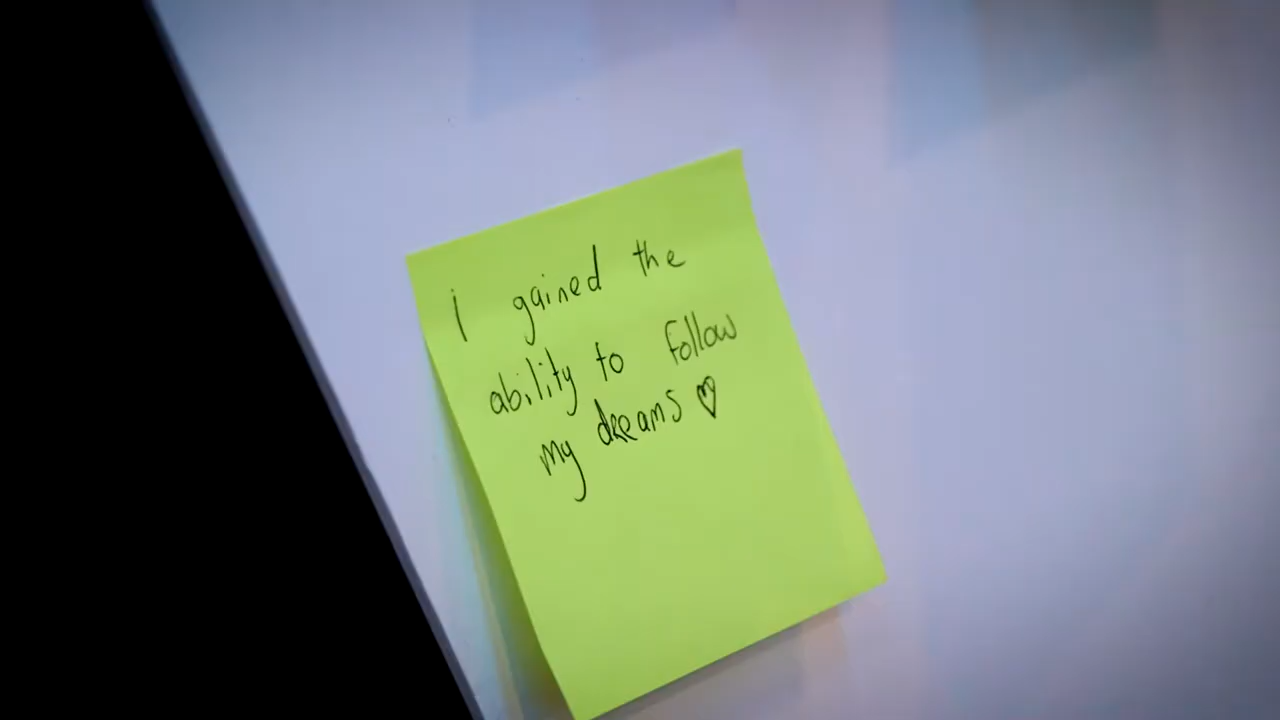 i gained the
ability to follow
my dreams ♡